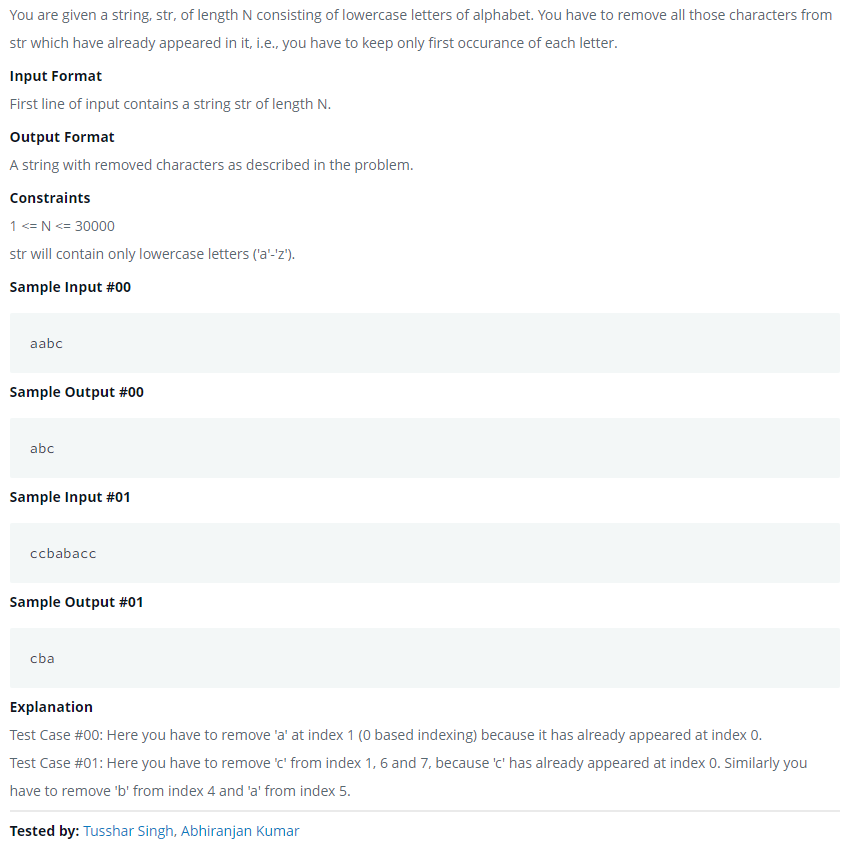 You are given a string, str, of length N consisting of lowercase letters of alphabet. You have to remove all those characters from
str which have already appeared in it, i.e., you have to keep only first occurance of each letter.
Input Format
First line of input contains a string str of length N.
Output Format
A string with removed characters as described in the problem.
Constraints
1 <= N <= 30000
str will contain only lowercase letters ('a'-'z').
Sample Input #00
aabc
Sample Output #00
abc
Sample Input #01
ccbabacc
Sample Output #01
cba
Explanation
Test Case #00: Here you have to remove 'a' at index 1 (0 based indexing) because it has already appeared at index 0.
Test Case #01: Here you have to remove 'c' from index 1, 6 and 7, because 'c' has already appeared at index 0. Similarly you
have to remove 'b' from index 4 and 'a' from index 5.
Tested by: Tusshar Singh, Abhiranjan Kumar